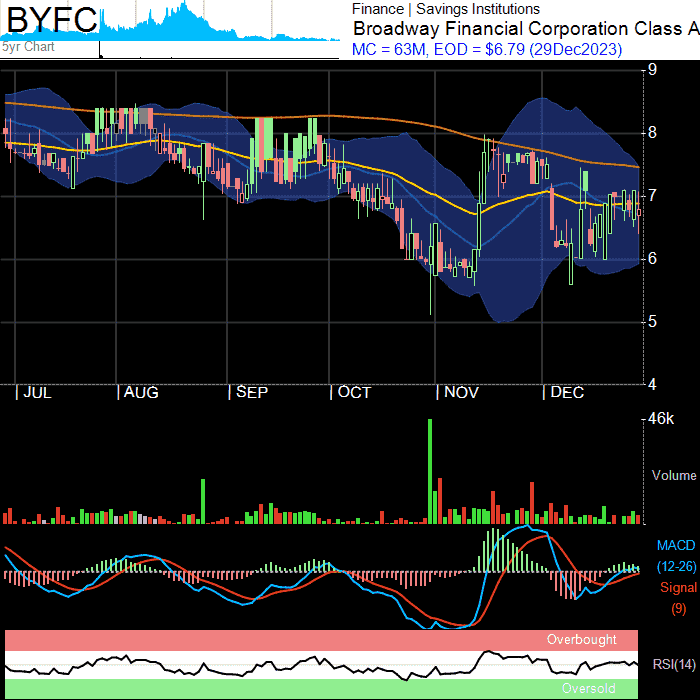 BYFC
5yr Chart
Finance | Savings Institutions
Broadway Financial Corporation Class A
MC = 63M, EOD = $6.79 (29Dec2023)
9
8
7
6
5
4
| JUL | AUG | SEP | OCT | NOV | DEC
46k
Volume
MACD
(12-26)
Signal
(9)
Overbought
RSI(14)
Oversold